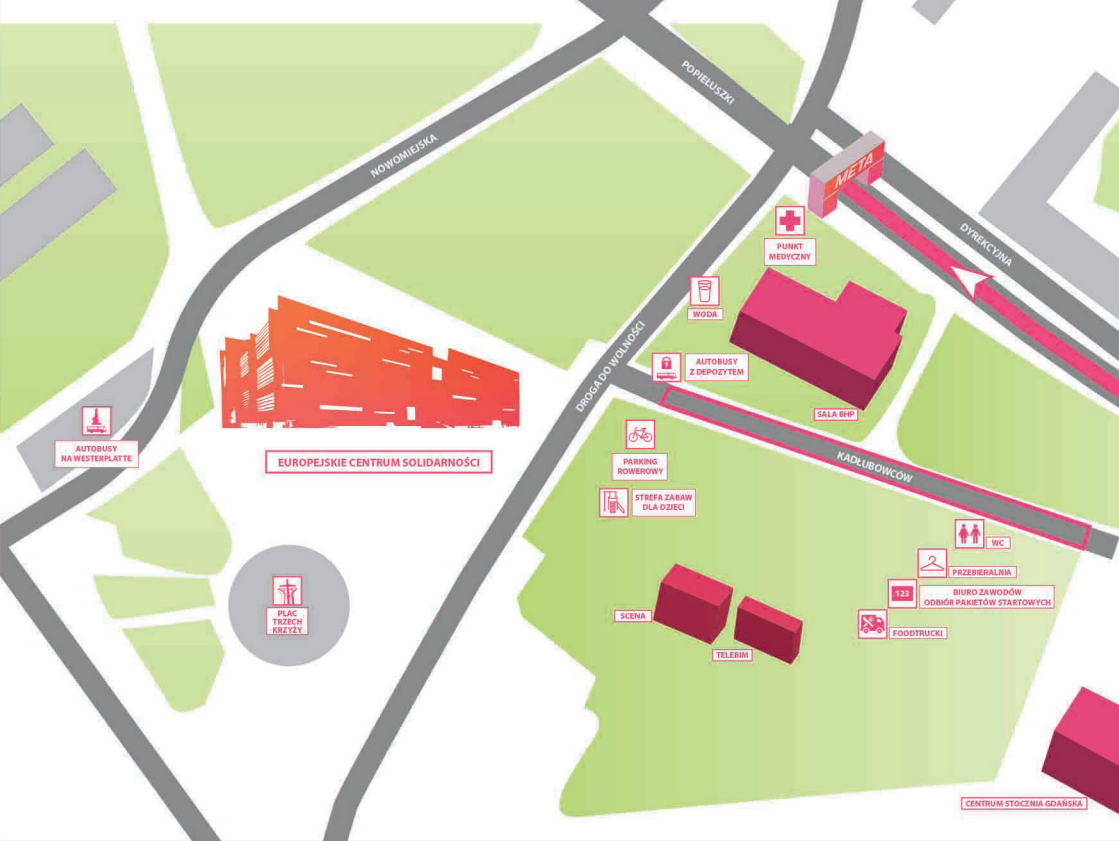 POPIEŁUSZKI
NOWOMIEJSKA
META
DYREKCYJNA
PUNKT
MEDYCZNY
WODA
DROGA DO WOLNOŚCI
AUTOBUSY
Z DEPOZYTEM
SALA BHP
AUTOBUSY
NA WESTERPLATTE
EUROPEJSKIE CENTRUM SOLIDARNOŚCI
PARKING
ROWEROWY
KADŁUBOWCÓW
STREFA ZABAW
DLA DZIECI
WC
PRZEBIERALNIA
123
BIURO ZAWODÓW
ODBIÓR PAKIETÓW STARTOWYCH
PLAC
TRZECH
KRZYŻY
SCENA
FOODTRUCKI
TELEBIM
CENTRUM STOCZNIA GDAŃSKA